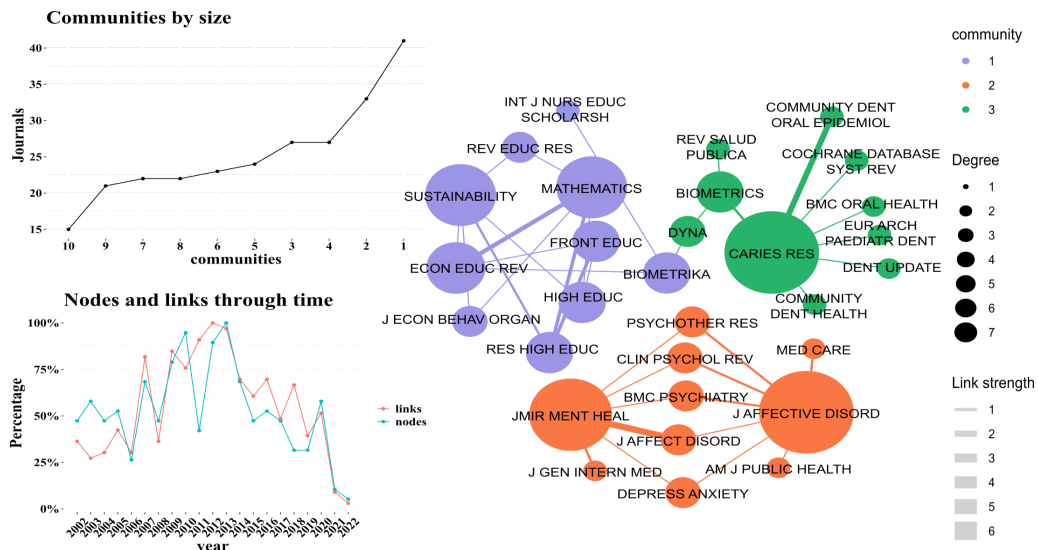 Communities by size
40
35
30
25
20
15
Journals
10 9 7 8 6 5 3 4 2 1
communities
Nodes and links through time
100%
75%
50%
25%
0%
Percentage
2002 2003 2004 2005 2006 2007 2008 2009 2010 2011 2012 2013 2014 2015 2016 2017 2018 2019 2020 2021 2022
year
links
nodes
INT J NURS EDUC
SCHOLARSH
REV EDUC RES
SUSTAINABILITY
MATHEMATICS
FRONT EDUC
ECON EDUC REV
BIOMETRIKA
HIGH EDUC
J ECON BEHAV ORGAN
RES HIGH EDUC
COMMUNITY DENT
ORAL EPIDEMIOL
REV SALUD
PUBLICA
COCHRANE DATABASE
SYST REV
BIOMETRICS
BMC ORAL HEALTH
DYNA
EUR ARCH
PAEDIATR DENT
CARIES RES
DENT UPDATE
COMMUNITY
DENT HEALTH
PSYCHOTHER RES
CLIN PSYCHOL REV
MED CARE
BMC PSYCHIATRY
JMIR MENT HEAL
J AFFECTIVE DISORD
J AFFECT DISORD
J GEN INTERN MED
AM J PUBLIC HEALTH
DEPRESS ANXIETY
community
1
2
3
Degree
1
2
3
4
5
6
7
Link strength
1
2
3
4
5
6